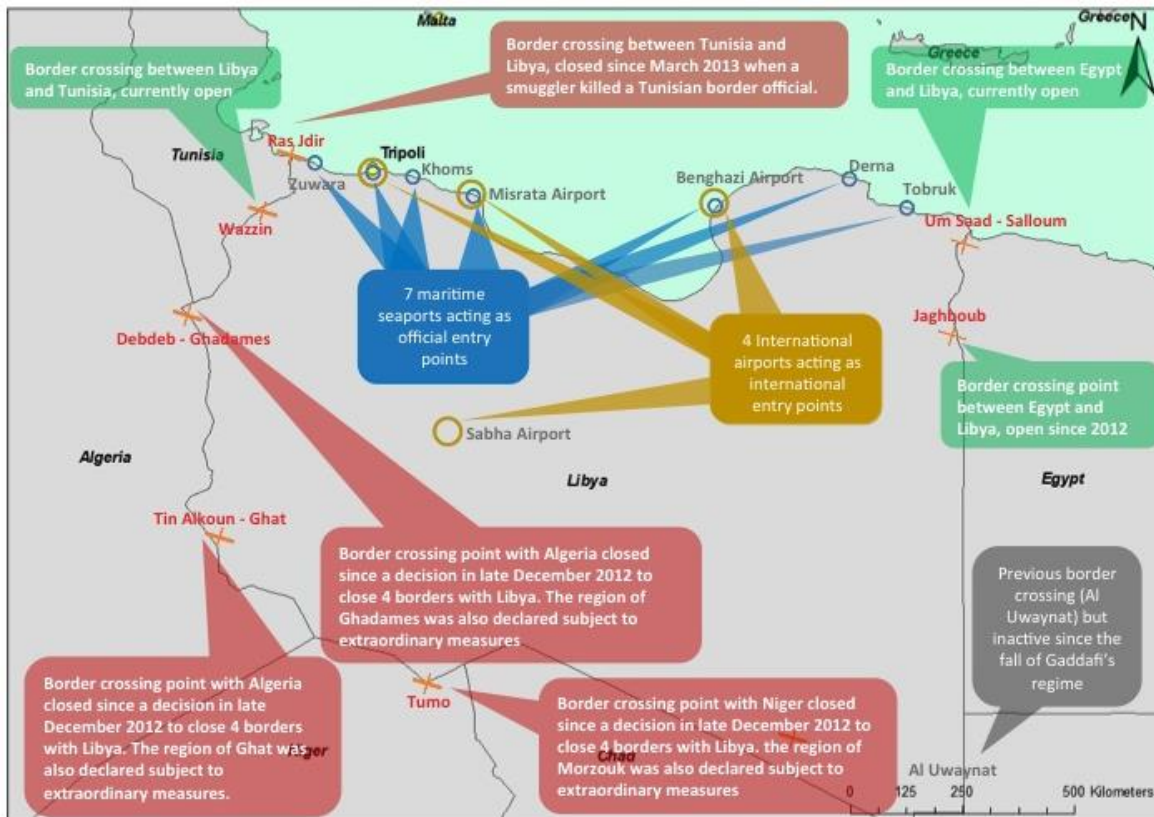 Malta
Greece
Greece
N
Border crossing between Libya
and Tunisia, currently open
Border crossing between Tunisia and
Libya, closed since March 2013 when a
smuggler killed a Tunisian border official.
Border crossing between Egypt
and Libya, currently open
Tunisia
Ras Jdir
Zuwara
Tripoli
Khoms
Misrata Airport
Benghazi Airport
Derna
Tobruk
Wazzin
Um Saad - Salloum
7 maritime
seaports acting as
official entry
points
4 International
airports acting as
international
entry points
Debdeb - Ghadames
Jaghboub
Border crossing point
between Egypt and
Libya, open since 2012
Sabha Airport
Algeria
Libya
Egypt
Tin Alkoun - Ghat
Border crossing point with Algeria closed
since a decision in late December 2012 to
close 4 borders with Libya. The region of
Ghadames was also declared subject to
extraordinary measures
Previous border
crossing (Al
Uwaynat) but
inactive since the
fall of Gaddafi's
regime
Border crossing point with Algeria
closed since a decision in late
December 2012 to close 4 borders
with Libya. The region of Ghat was
also declared subject to
extraordinary measures.
Niger
Tumo
Border crossing point with Niger closed
since a decision in late December 2012 to
close 4 borders with Libya. the region of
Morzouk was also declared subject to
extraordinary measures
Chad
Al Uwaynat
0 125 250 500 Kilometers